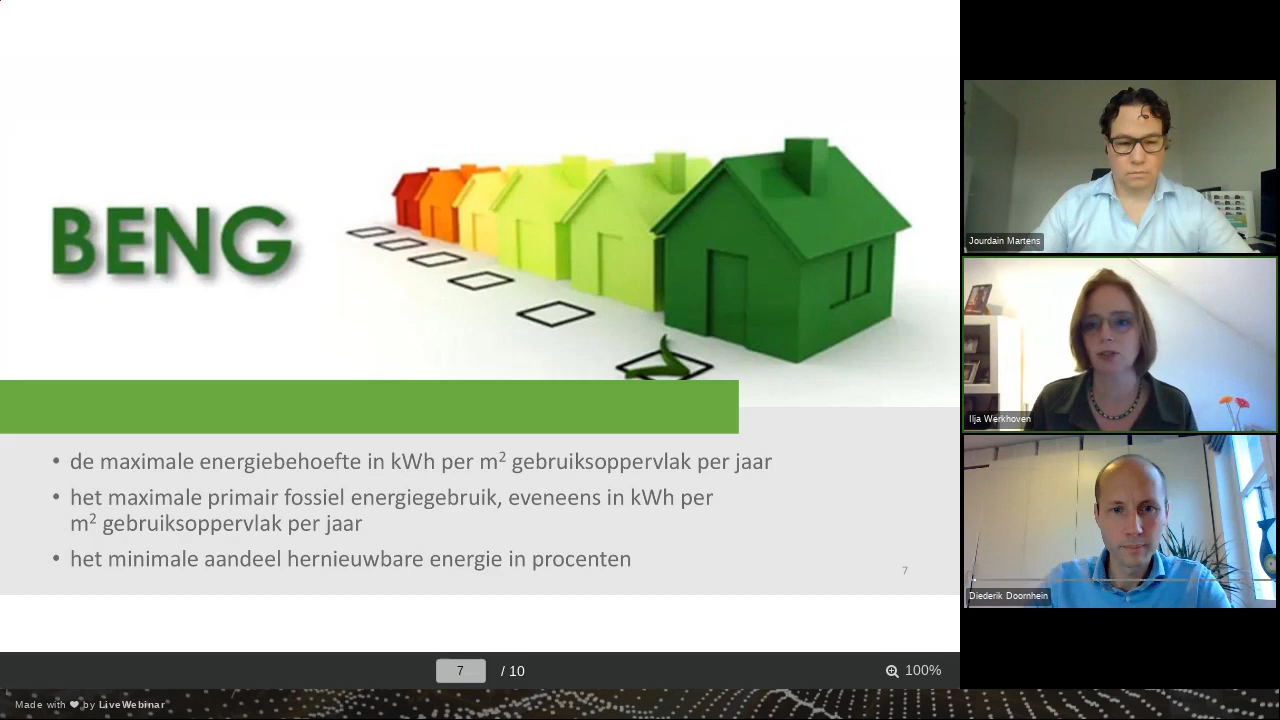 BENG
• de maximale energiebehoefte in kWh per m² gebruiksoppervlak per jaar
• het maximale primair fossiel energiegebruik, eveneens in kWh per
m² gebruiksoppervlak per jaar
• het minimale aandeel hernieuwbare energie in procenten
7
7 / 10
100%
Jourdain Martens
Ilja Werkhoven
Diederik Doornhein
Made with ❤ by LiveWebinar